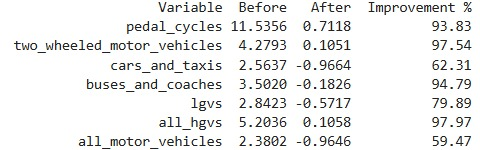 Variable Before After Improvement %
pedal_cycles 11.5356 0.7118 93.83
two_wheeled_motor_vehicles 4.2793 0.1051 97.54
cars_and_taxis 2.5637 -0.9664 62.31
buses_and_coaches 3.5020 -0.1826 94.79
lgvs 2.8423 -0.5717 79.89
all_hgvs 5.2036 0.1058 97.97
all_motor_vehicles 2.3802 -0.9646 59.47